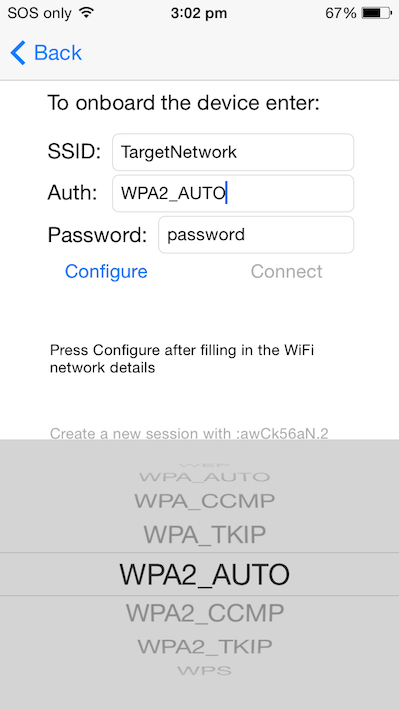 SOS only 3:02 pm 67%
Back
To onboard the device enter:
SSID: TargetNetwork
Auth: WPA2_AUTO
Password: password
Configure Connect
Press Configure after filling in the WiFi
network details
Create a new session with :awCk56aN.2
WEP
WPA_AUTO
WPA_CCMP
WPA_TKIP
WPA2_AUTO
WPA2_CCMP
WPA2_TKIP
WPS